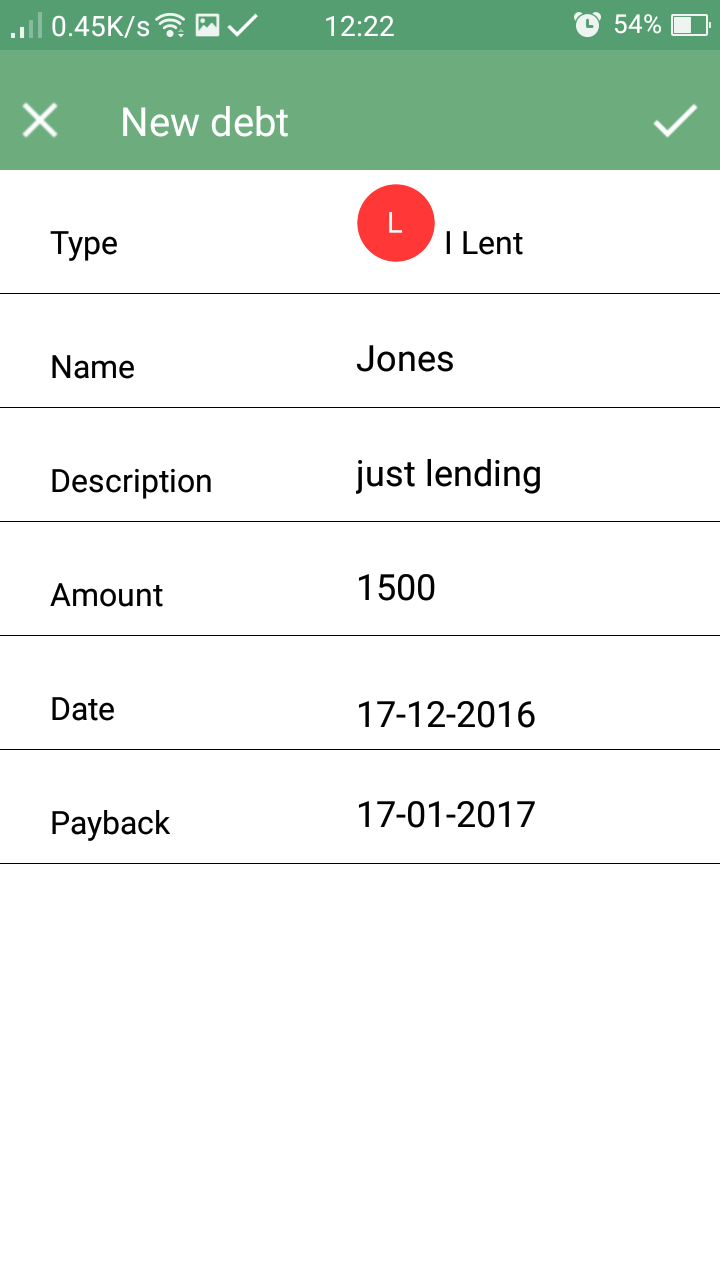 0.45K/s 12:22 54%
New debt
Type L I Lent
Name Jones
Description just lending
Amount 1500
Date 17-12-2016
Payback 17-01-2017